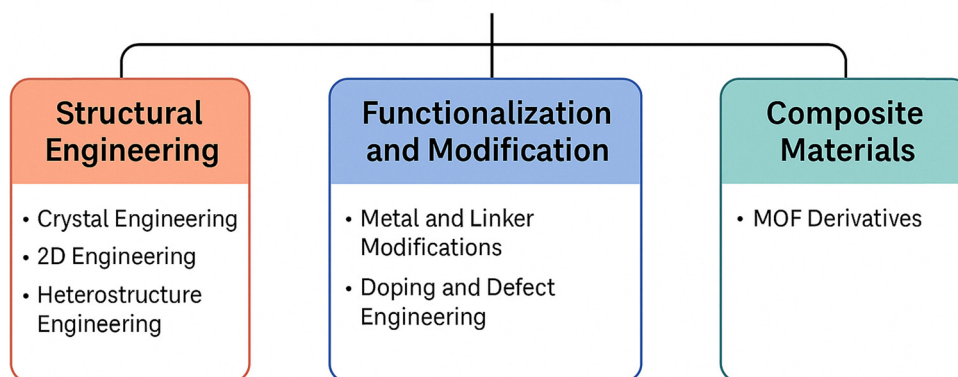 Structural
Engineering
• Crystal Engineering
• 2D Engineering
• Heterostructure
Engineering
Functionalization
and Modification
• Metal and Linker
Modifications
• Doping and Defect
Engineering
Composite
Materials
• MOF Derivatives